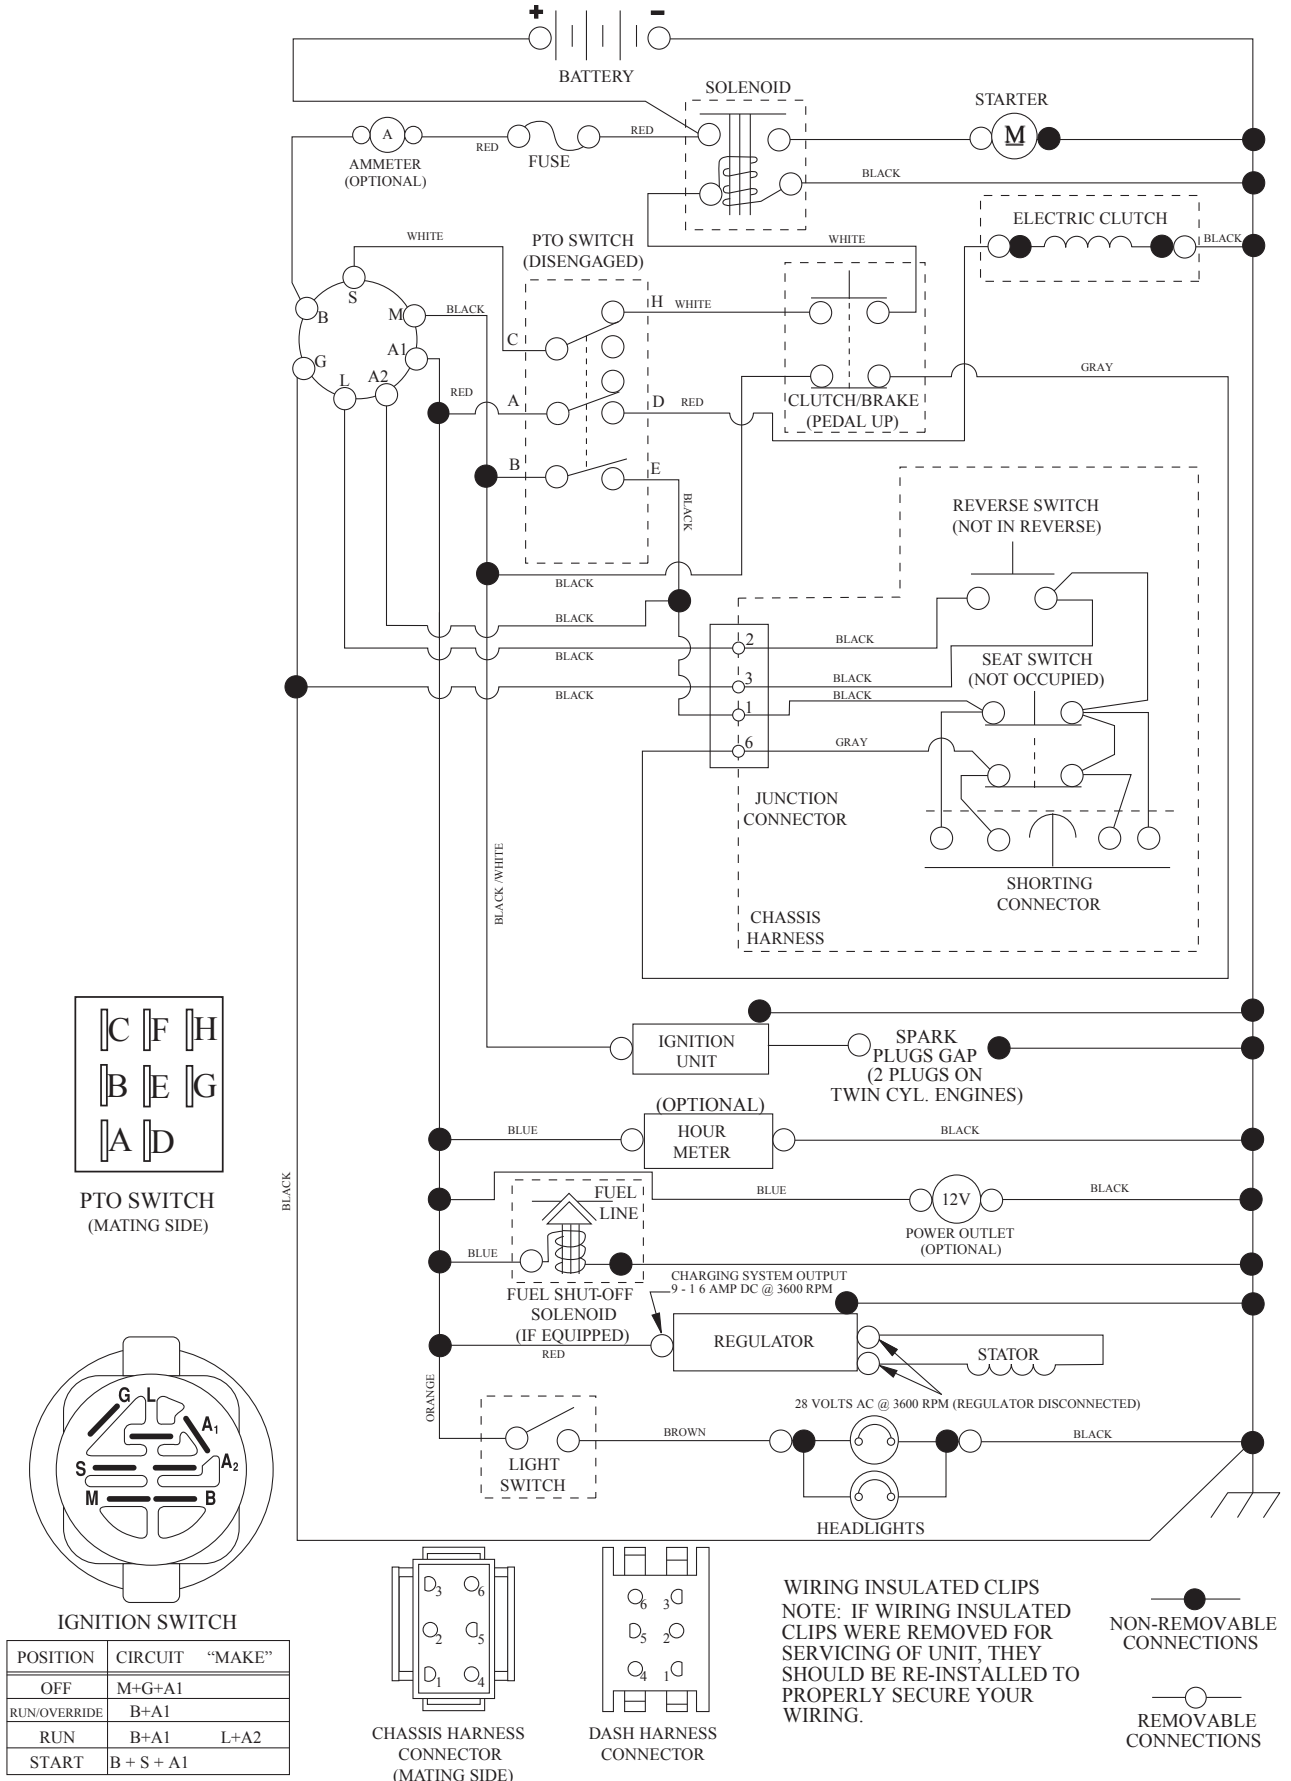 + −
BATTERY
SOLENOID
STARTER
A
RED
FUSE
RED
M
AMMETER
(OPTIONAL)
BLACK
ELECTRIC CLUTCH
BLACK
WHITE
PTO SWITCH
(DISENGAGED)
WHITE
S
B
M
BLACK
H
WHITE
C
G
A1
L
A2
RED
A
D
RED
GRAY
CLUTCH/BRAKE
(PEDAL UP)
B
E
BLACK
REVERSE SWITCH
(NOT IN REVERSE)
BLACK
BLACK
2
BLACK
BLACK
SEAT SWITCH
(NOT OCCUPIED)
3
BLACK
BLACK
BLACK
1
6
GRAY
JUNCTION
CONNECTOR
BLACK /WHITE
SHORTING
CONNECTOR
CHASSIS
HARNESS
C F H
B E G
A D
PTO SWITCH
(MATING SIDE)
IGNITION
UNIT
SPARK
PLUGS GAP
(2 PLUGS ON
TWIN CYL. ENGINES)
(OPTIONAL)
HOUR
METER
BLUE
BLACK
BLACK
FUEL
LINE
BLUE
12V
BLACK
POWER OUTLET
(OPTIONAL)
BLUE
FUEL SHUT-OFF
SOLENOID
(IF EQUIPPED)
CHARGING SYSTEM OUTPUT
9 - 1 6 AMP DC @ 3600 RPM
RED
REGULATOR
STATOR
28 VOLTS AC @ 3600 RPM (REGULATOR DISCONNECTED)
ORANGE
LIGHT
SWITCH
BROWN
BLACK
HEADLIGHTS
G L
A1
S
A2
M B
IGNITION SWITCH
POSITION CIRCUIT “MAKE”
OFF M+G+A1
RUN/OVERRIDE B+A1
RUN B+A1 L+A2
START B + S + A1
3 6
2 5
1 4
CHASSIS HARNESS
CONNECTOR
(MATING SIDE)
6 3
5 2
4 1
DASH HARNESS
CONNECTOR
WIRING INSULATED CLIPS
NOTE: IF WIRING INSULATED
CLIPS WERE REMOVED FOR
SERVICING OF UNIT, THEY
SHOULD BE RE-INSTALLED TO
PROPERLY SECURE YOUR
WIRING.
NON-REMOVABLE
CONNECTIONS
REMOVABLE
CONNECTIONS